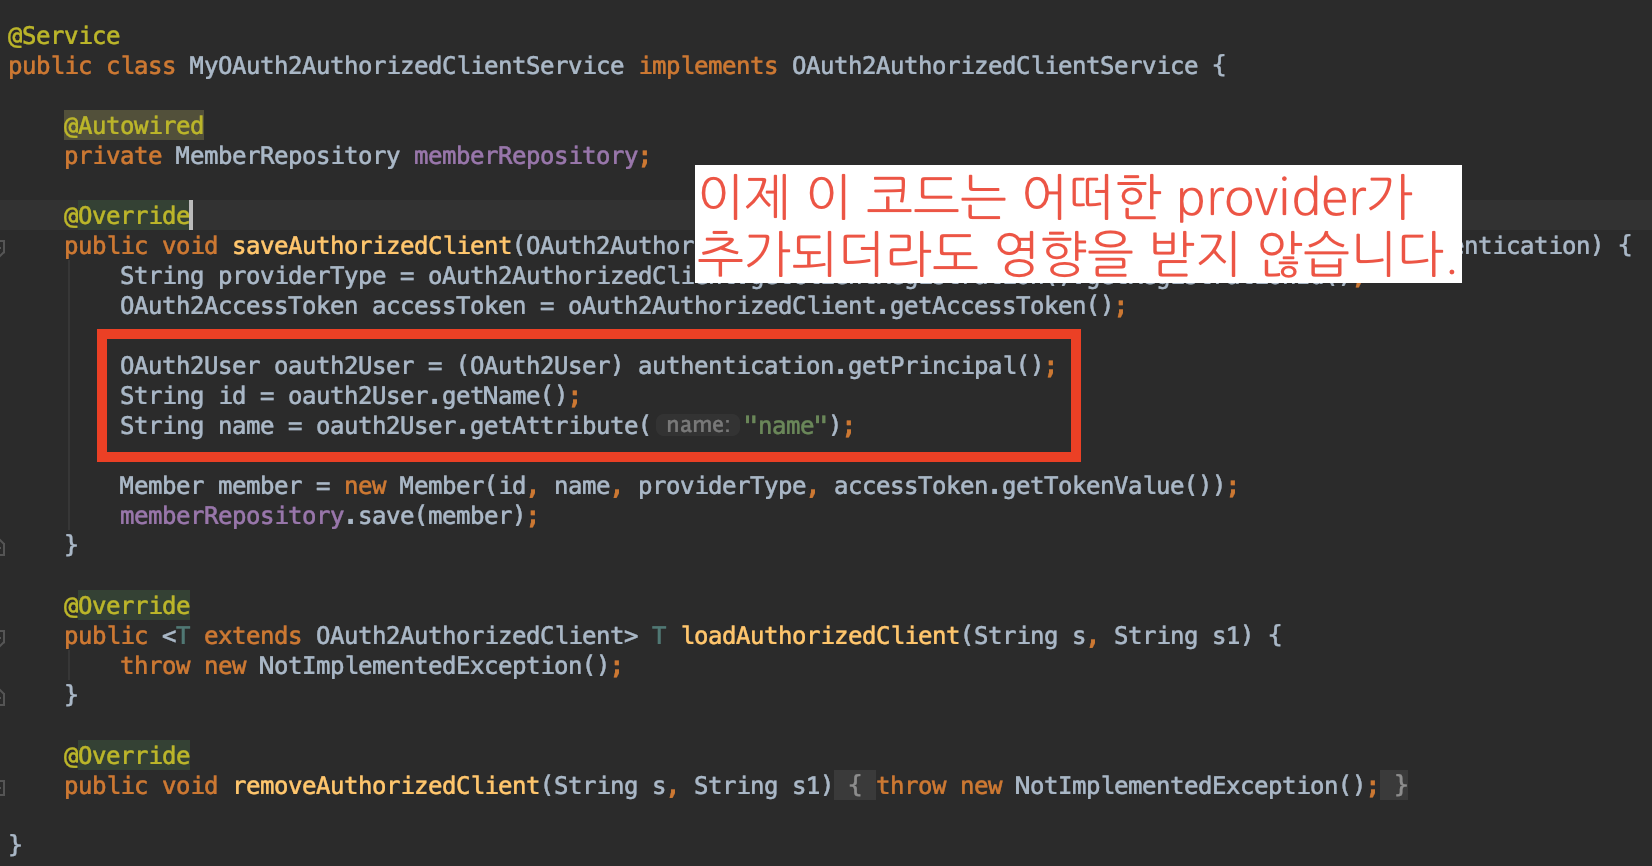 @Service
public class MyOAuth2AuthorizedClientService implements OAuth2AuthorizedClientService {
@Autowired
private MemberRepository memberRepository;
이제 이 코드는 어떠한 provider가
추가되더라도 영향을 받지 않습니다.
@Override
public void saveAuthorizedClient(OAuth2Author entication) {
String providerType = oAuth2AuthorizedCli
OAuth2AccessToken accessToken = oAuth2AuthorizedClient.getAccessToken();
OAuth2User oauth2User = (OAuth2User) authentication.getPrincipal();
String id = oauth2User.getName();
String name = oauth2User.getAttribute( name: "name");
Member member = new Member(id, name, providerType, accessToken.getTokenValue());
memberRepository.save(member);
}
@Override
public <T extends OAuth2AuthorizedClient> T loadAuthorizedClient(String s, String s1) {
throw new NotImplementedException();
}
@Override
public void removeAuthorizedClient(String s, String s1) { throw new NotImplementedException(); }
}